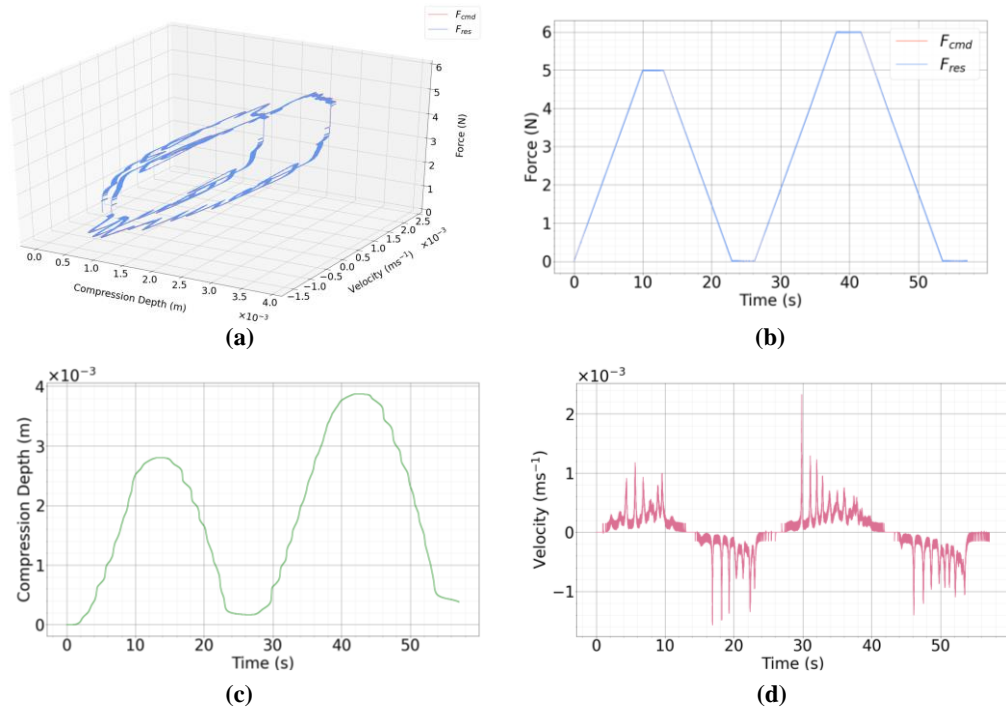 F_cmd
F_res
6
5
4
3
2
1
0
Force (N)
2.5
2.0
1.5
1.0
0.5
0.0
−0.5
−1.0
−1.5
×10⁻³
Velocity (ms⁻¹)
0.0
0.5
1.0
1.5
2.0
2.5
3.0
3.5
4.0
×10⁻³
Compression Depth (m)
(a)
6
5
4
3
2
1
0
Force (N)
F_cmd
F_res
0 10 20 30 40 50
Time (s)
(b)
×10⁻³
4
3
2
1
0
Compression Depth (m)
0 10 20 30 40 50
Time (s)
(c)
×10⁻³
2
1
0
−1
Velocity (ms⁻¹)
0 10 20 30 40 50
Time (s)
(d)